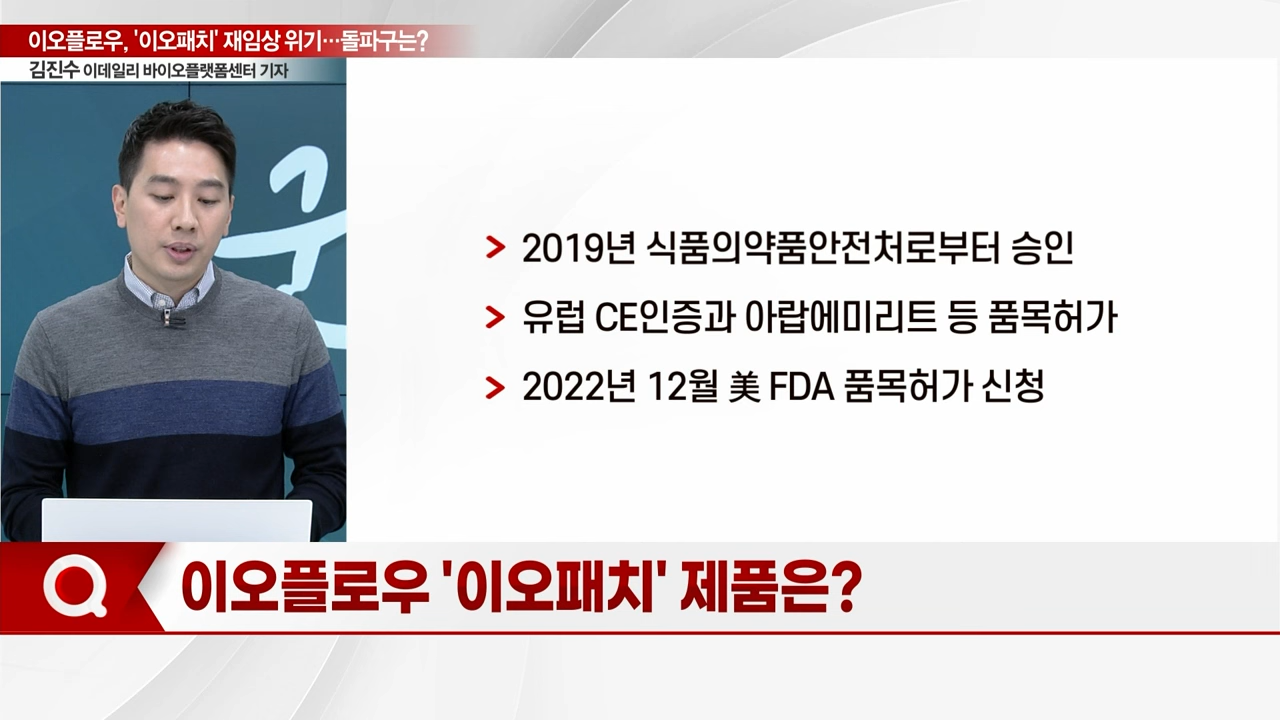 이오플로우, '이오패치' 재임상 위기…돌파구는?
김진수 이데일리 바이오플랫폼센터 기자
> 2019년 식품의약품안전처로부터 승인
> 유럽 CE인증과 아랍에미리트 등 품목허가
> 2022년 12월 美 FDA 품목허가 신청
Q 이오플로우 '이오패치' 제품은?